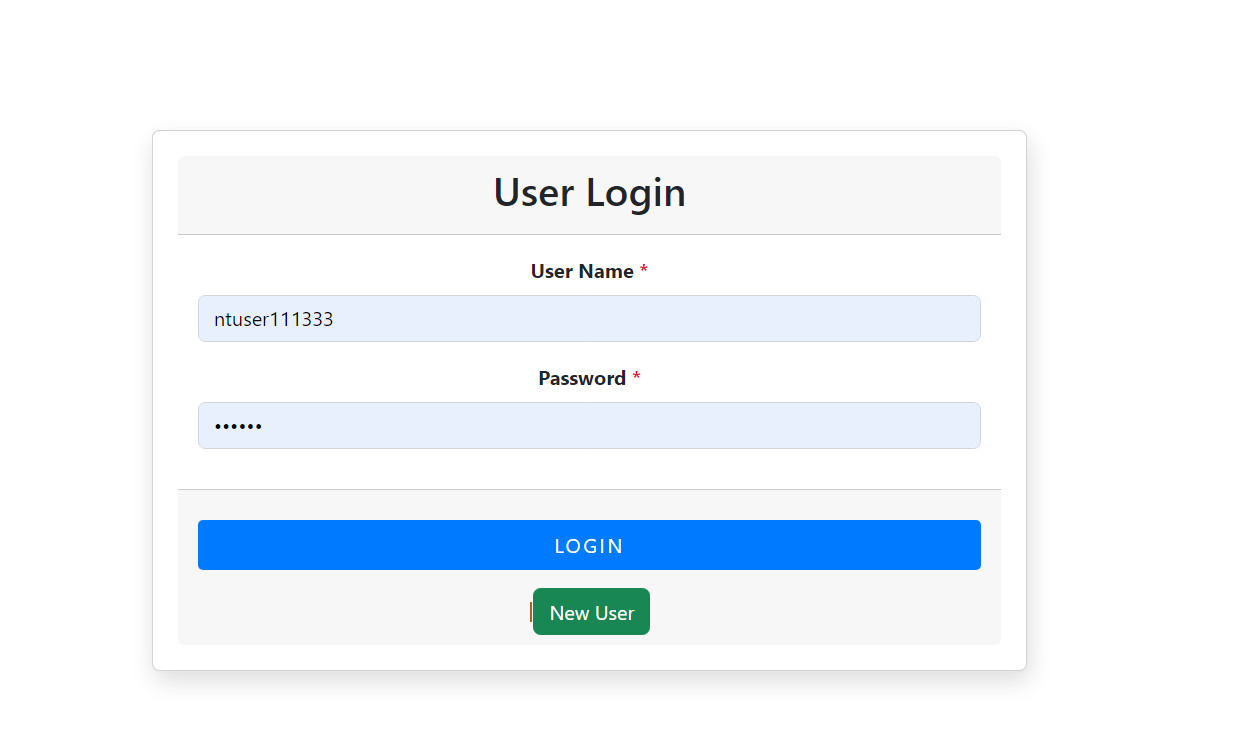 User Login
User Name *
ntuser111333
Password *
••••••
LOGIN
New User